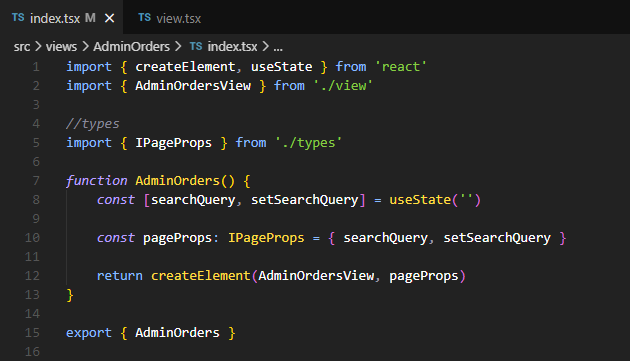 TS index.tsx M × TS view.tsx
src > views > AdminOrders > TS index.tsx > ...
1 import { createElement, useState } from 'react'
2 import { AdminOrdersView } from './view'
3
4 //types
5 import { IPageProps } from './types'
6
7 function AdminOrders() {
8     const [searchQuery, setSearchQuery] = useState('')
9
10     const pageProps: IPageProps = { searchQuery, setSearchQuery }
11
12     return createElement(AdminOrdersView, pageProps)
13 }
14
15 export { AdminOrders }
16